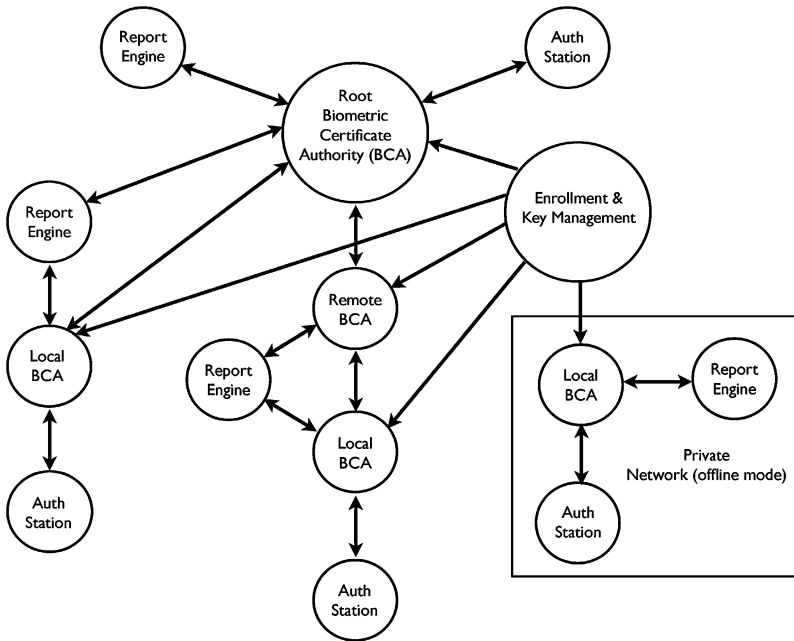 Report
Engine
Auth
Station
Root
Biometric
Certificate
Authority (BCA)
Enrollment &
Key Management
Report
Engine
Remote
BCA
Local
BCA
Report
Engine
Local
BCA
Report
Engine
Local
BCA
Private
Network (offline mode)
Auth
Station
Auth
Station
Auth
Station